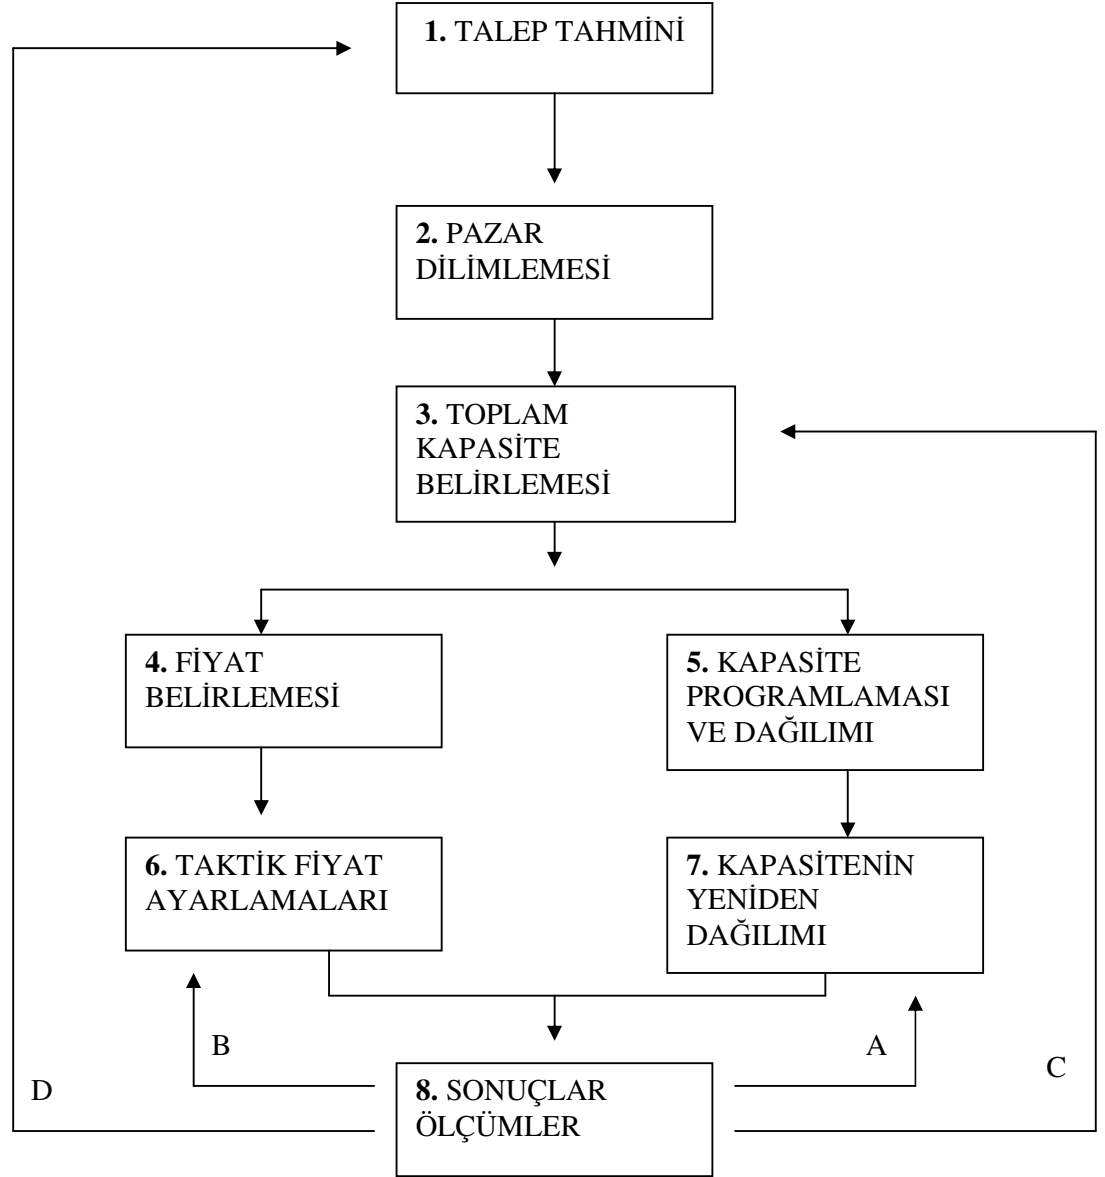 1. TALEP TAHMİNİ
2. PAZAR
DİLİMLEMESİ
3. TOPLAM
KAPASİTE
BELİRLEMESİ
4. FİYAT
BELİRLEMESİ
5. KAPASİTE
PROGRAMLAMASI
VE DAĞILIMI
6. TAKTİK FİYAT
AYARLAMALARI
7. KAPASİTENİN
YENİDEN
DAĞILIMI
B
A
C
D
8. SONUÇLAR
ÖLÇÜMLER